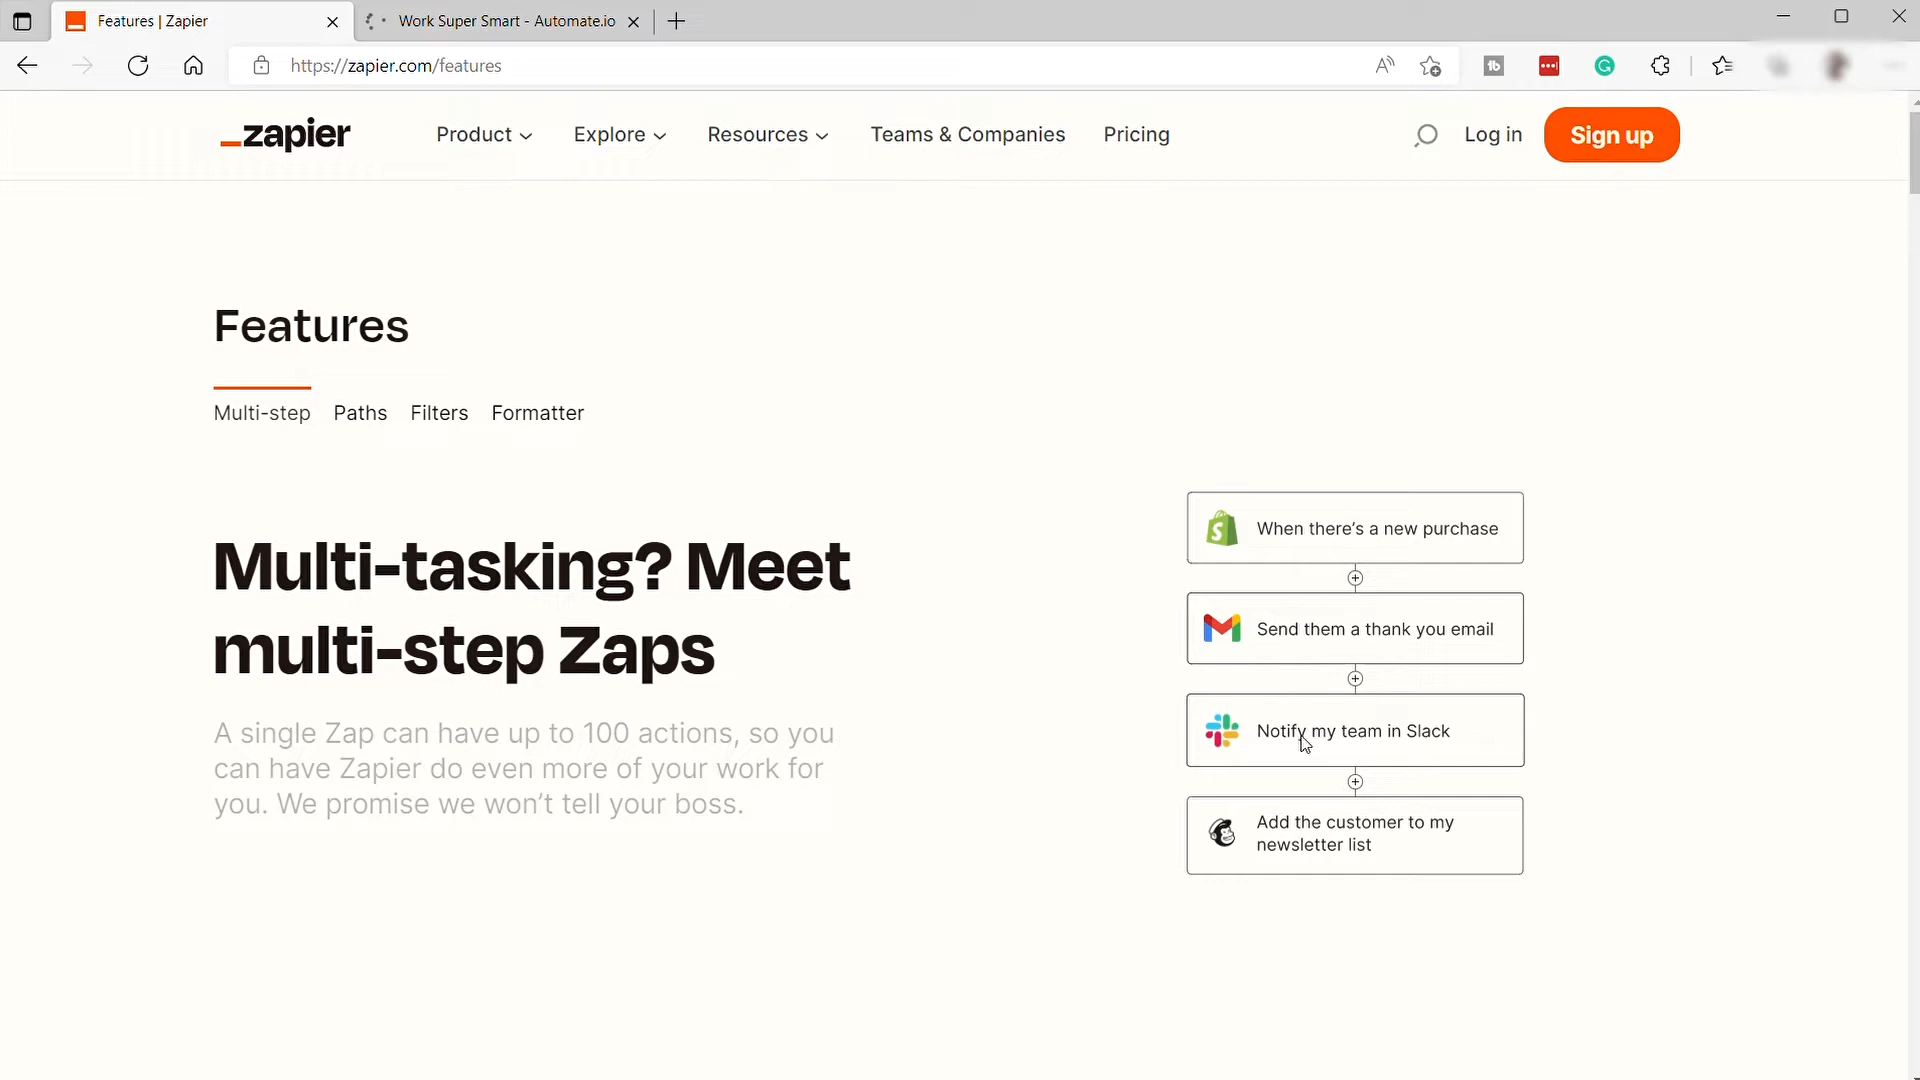 Features | Zapier
Work Super Smart - Automate.io
https://zapier.com/features
zapier
Product
Explore
Resources
Teams & Companies
Pricing
Log in
Sign up
Features
Multi-step
Paths
Filters
Formatter
Multi-tasking? Meet
multi-step Zaps
A single Zap can have up to 100 actions, so you
can have Zapier do even more of your work for
you. We promise we won’t tell your boss.
When there’s a new purchase
Send them a thank you email
Notify my team in Slack
Add the customer to my
newsletter list